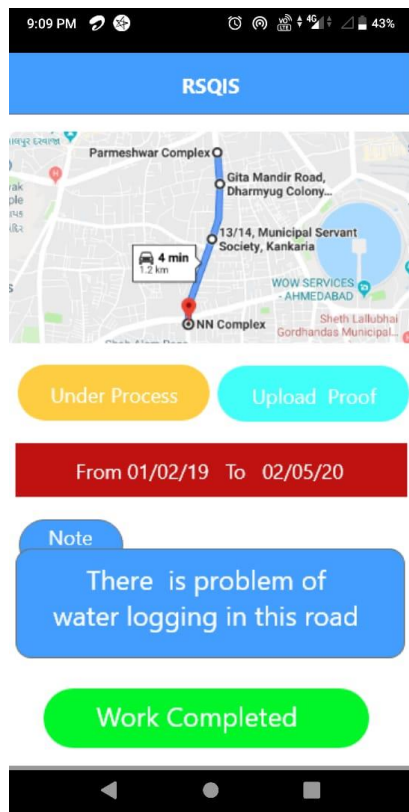 9:09 PM
4G
43%
RSQIS
Parmeshwar Complex
Gita Mandir Road,
Dharmyug Colony...
13/14, Municipal Servant
Society, Kankaria
4 min
1.2 km
WOW SERVICES
- AHMEDABAD
NN Complex
Sheth Lallubhai
Gordhandas Municipal...
Under Process
Upload Proof
From 01/02/19 To 02/05/20
Note
There is problem of
water logging in this road
Work Completed